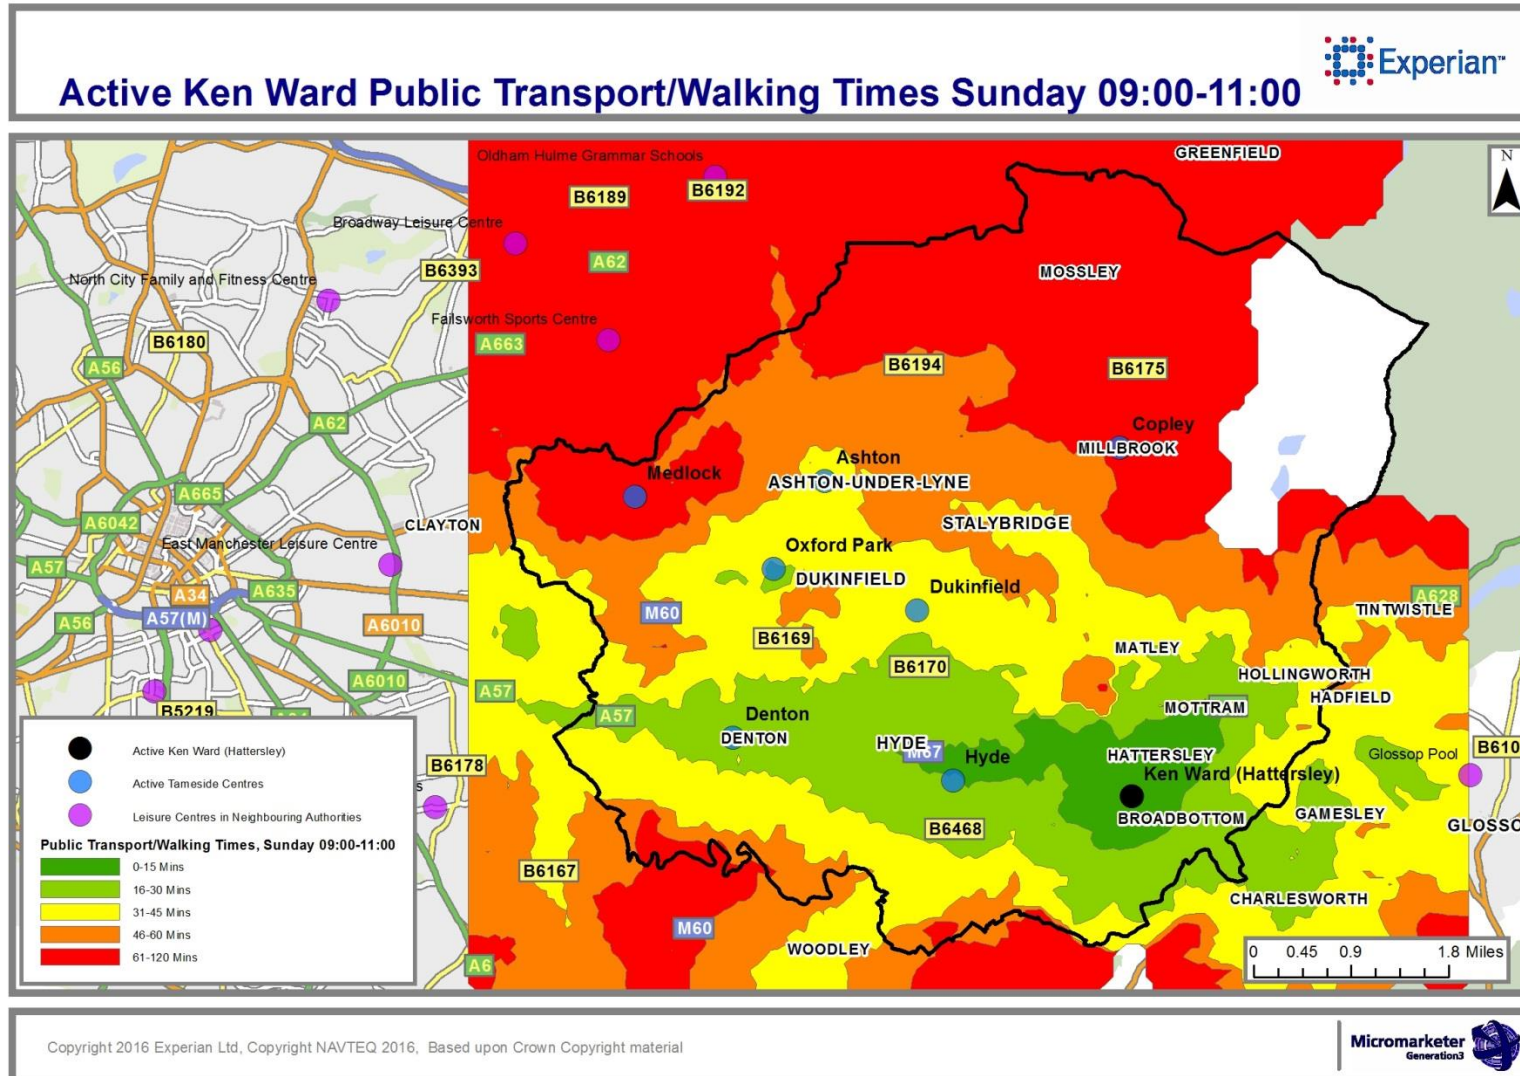 Experian™
Active Ken Ward Public Transport/Walking Times Sunday 09:00-11:00
N
GREENFIELD
Oldham Hulme Grammar Schools
B6189
B6192
Broadway Leisure Centre
B6393
A62
MOSSLEY
North City Family and Fitness Centre
Failsworth Sports Centre
B6180
A663
A56
B6194
B6175
A62
Copley
MILLBROOK
Ashton
Medlock
ASHTON-UNDER-LYNE
A665
A6042
CLAYTON
STALYBRIDGE
East Manchester Leisure Centre
Oxford Park
A57
DUKINFIELD
A34
A635
Dukinfield
A628
TINTWISTLE
A57(M)
A56
A6010
M60
B6169
MATLEY
B6170
HOLLINGWORTH
A6010
A57
HADFIELD
B5219
MOTTRAM
A57
Denton
DENTON
HYDE
M67
Hyde
HATTERSLEY
Glossop Pool
B610
Ken Ward (Hattersley)
B6178
s
GAMESLEY
BROADBOTTOM
GLOSSO
B6468
B6167
CHARLESWORTH
M60
WOODLEY
A6
Active Ken Ward (Hattersley)
Active Tameside Centres
Leisure Centres in Neighbouring Authorities
Public Transport/Walking Times, Sunday 09:00-11:00
0-15 Mins
16-30 Mins
31-45 Mins
46-60 Mins
61-120 Mins
0 0.45 0.9 1.8 Miles
Copyright 2016 Experian Ltd, Copyright NAVTEQ 2016, Based upon Crown Copyright material
Micromarketer
Generation3